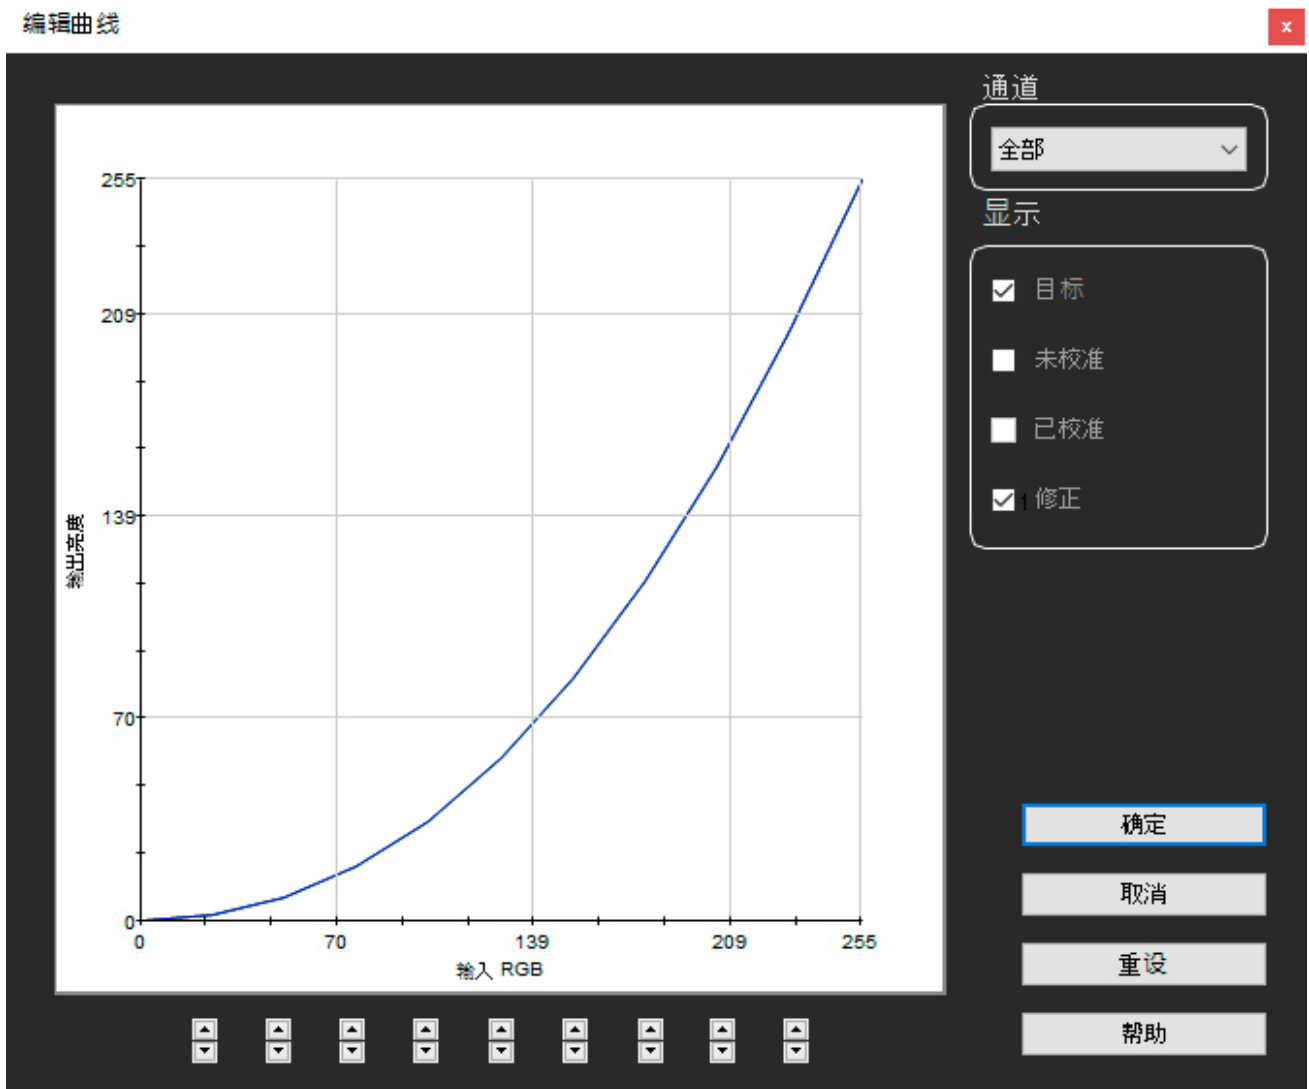 编辑曲线
x
通道
全部
显示
目标
未校准
已校准
修正
255
209
139
70
0
输出亮度
0 70 139 209 255
输入 RGB
确定
取消
重设
帮助